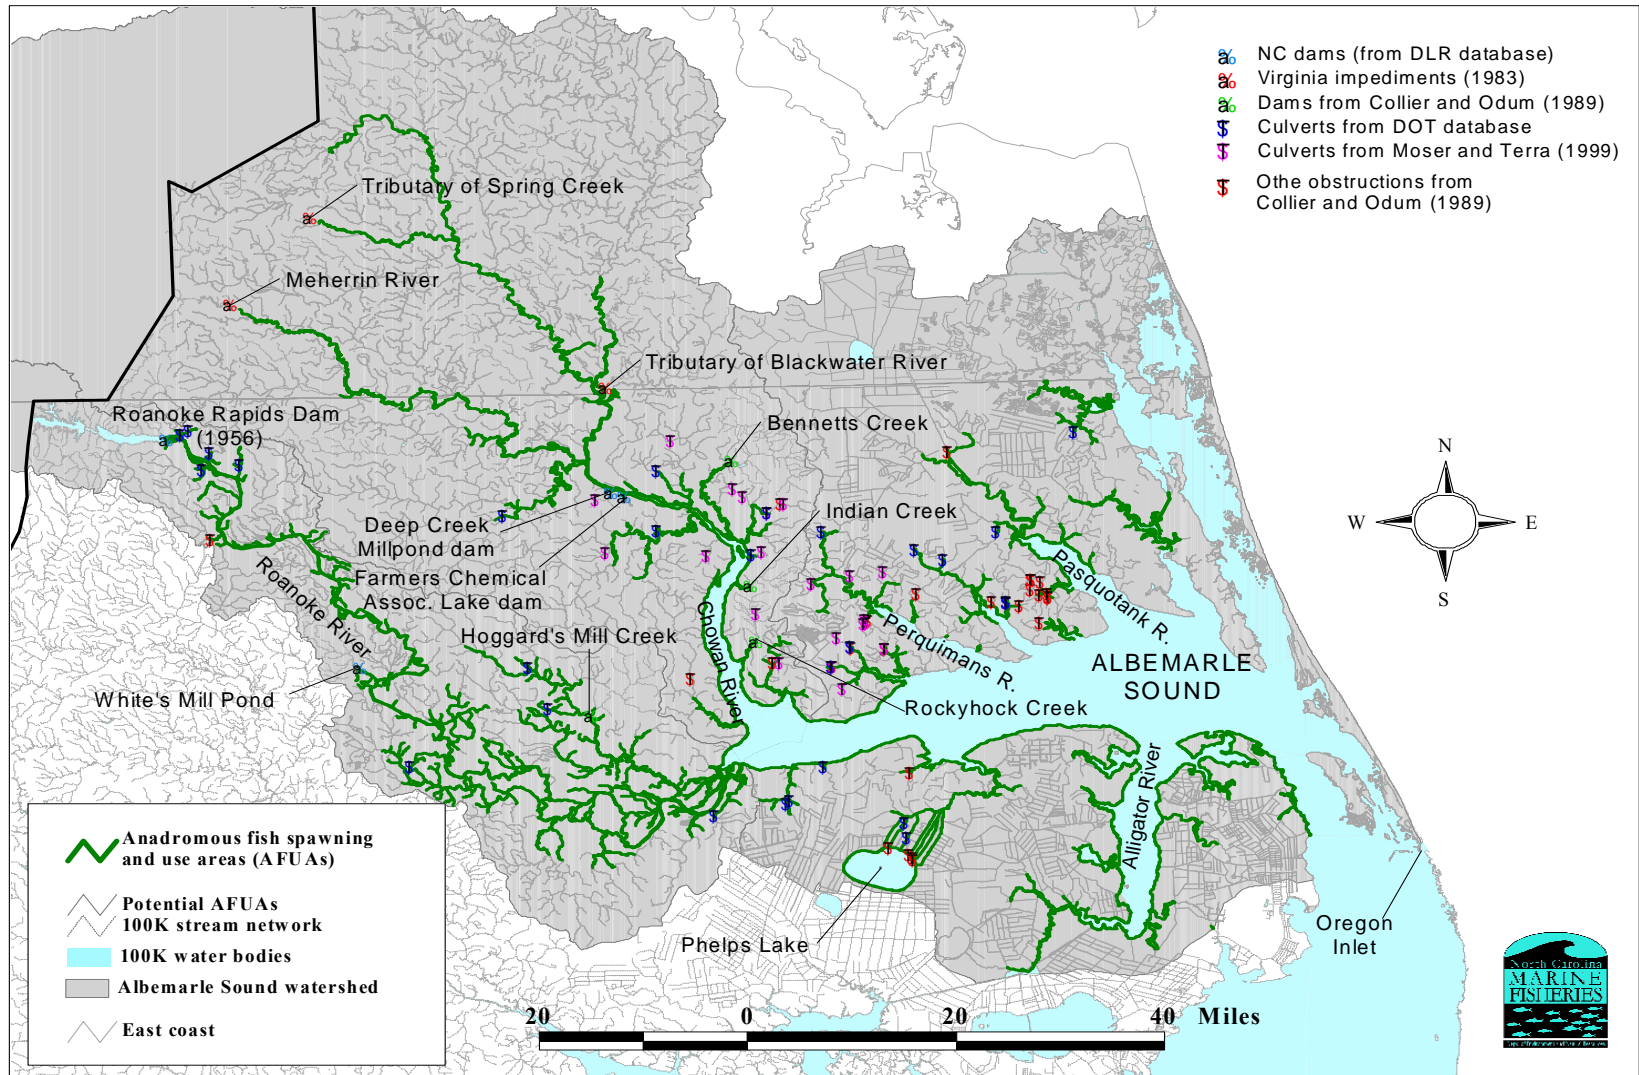 NC dams (from DLR database)
Virginia impediments (1983)
Dams from Collier and Odum (1989)
Culverts from DOT database
Culverts from Moser and Terra (1999)
Othe obstructions from
Collier and Odum (1989)
Tributary of Spring Creek
Meherrin River
Tributary of Blackwater River
Roanoke Rapids Dam
(1956)
Bennetts Creek
Indian Creek
Deep Creek
Millpond dam
Farmers Chemical
Assoc. Lake dam
Roanoke River
Hoggard's Mill Creek
Chowan River
Pasquotank R.
Perquimans R.
White's Mill Pond
Rockyhock Creek
ALBEMARLE
SOUND
Alligator River
Phelps Lake
Oregon
Inlet
N
W
E
S
Anadromous fish spawning
and use areas (AFUAs)
Potential AFUAs
100K stream network
100K water bodies
Albemarle Sound watershed
East coast
20 0 20 40 Miles
North Carolina
MARINE
FISHERIES